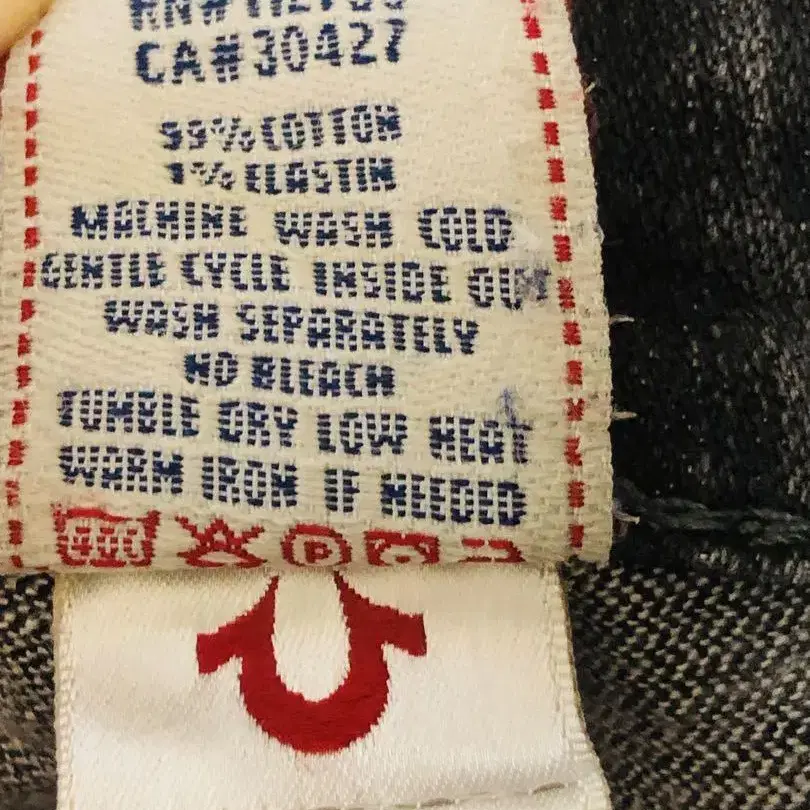 CA#30427
99% COTTON
1% ELASTIN
MACHINE WASH COLD
GENTLE CYCLE INSIDE OUT
WASH SEPARATELY
NO BLEACH
TUMBLE DRY LOW HEAT
WARM IRON IF NEEDED
P